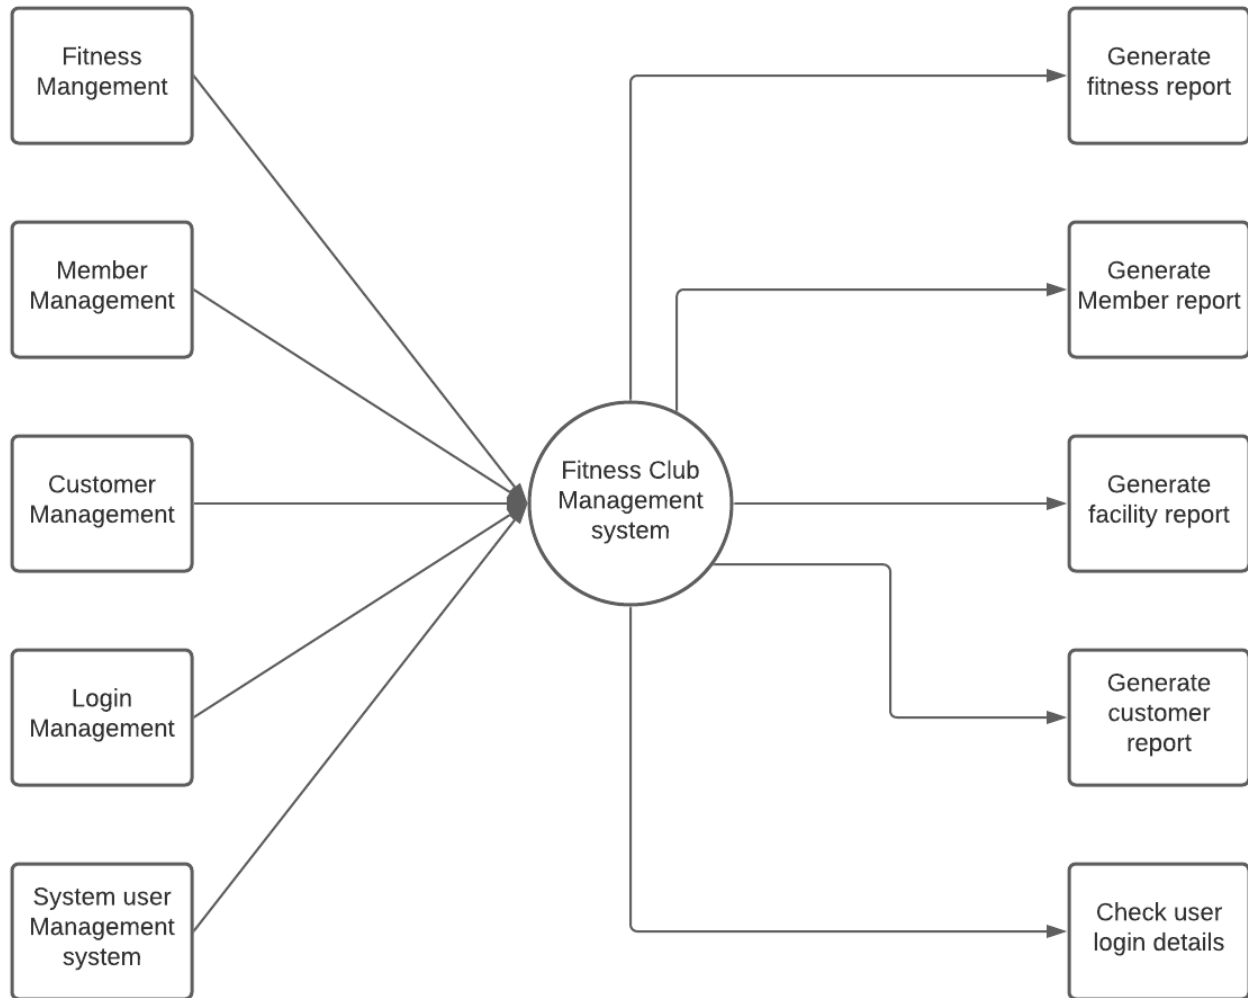 Fitness
Mangement
Member
Management
Customer
Management
Login
Management
System user
Management
system
Fitness Club
Management
system
Generate
fitness report
Generate
Member report
Generate
facility report
Generate
customer
report
Check user
login details